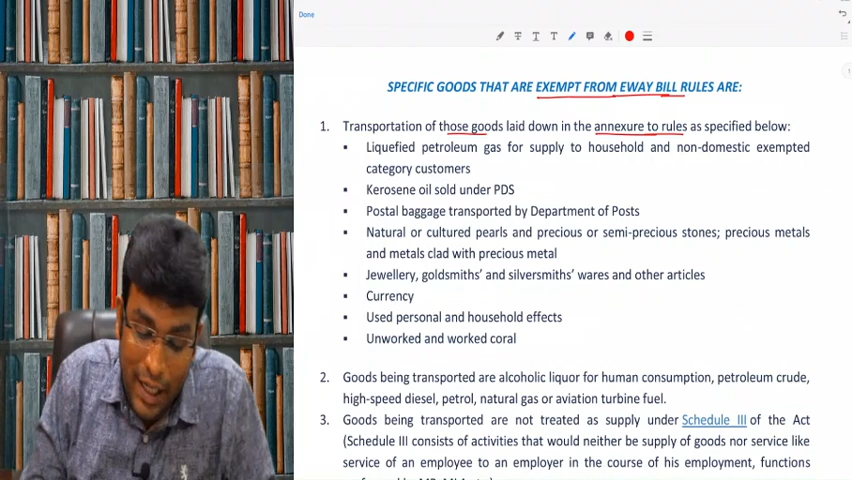 Done
SPECIFIC GOODS THAT ARE EXEMPT FROM EWAY BILL RULES ARE:
1. Transportation of those goods laid down in the annexure to rules as specified below:
▪ Liquefied petroleum gas for supply to household and non-domestic exempted
category customers
▪ Kerosene oil sold under PDS
▪ Postal baggage transported by Department of Posts
▪ Natural or cultured pearls and precious or semi-precious stones; precious metals
and metals clad with precious metal
▪ Jewellery, goldsmiths' and silversmiths' wares and other articles
▪ Currency
▪ Used personal and household effects
▪ Unworked and worked coral
2. Goods being transported are alcoholic liquor for human consumption, petroleum crude,
high-speed diesel, petrol, natural gas or aviation turbine fuel.
3. Goods being transported are not treated as supply under Schedule III of the Act
(Schedule III consists of activities that would neither be supply of goods nor service like
service of an employee to an employer in the course of his employment, functions